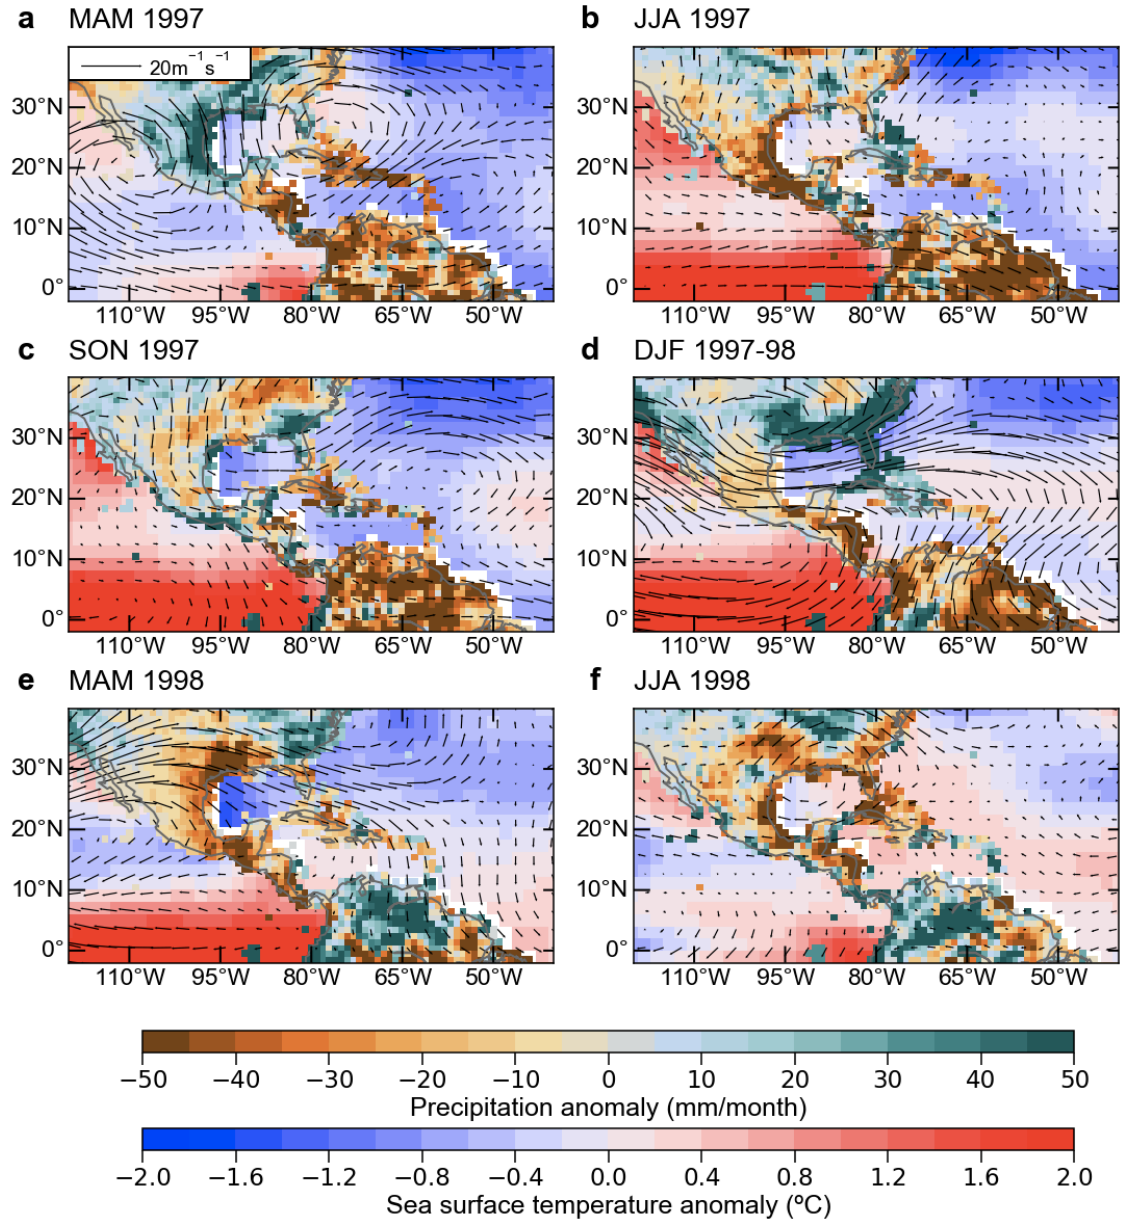 a MAM 1997
b JJA 1997
20m⁻¹ s⁻¹
30°N
20°N
10°N
0°
110°W 95°W 80°W 65°W 50°W
30°N
20°N
10°N
0°
110°W 95°W 80°W 65°W 50°W
c SON 1997
d DJF 1997-98
30°N
20°N
10°N
0°
110°W 95°W 80°W 65°W 50°W
30°N
20°N
10°N
0°
110°W 95°W 80°W 65°W 50°W
e MAM 1998
f JJA 1998
30°N
20°N
10°N
0°
110°W 95°W 80°W 65°W 50°W
30°N
20°N
10°N
0°
110°W 95°W 80°W 65°W 50°W
−50 −40 −30 −20 −10 0 10 20 30 40 50
Precipitation anomaly (mm/month)
−2.0 −1.6 −1.2 −0.8 −0.4 0.0 0.4 0.8 1.2 1.6 2.0
Sea surface temperature anomaly (ºC)